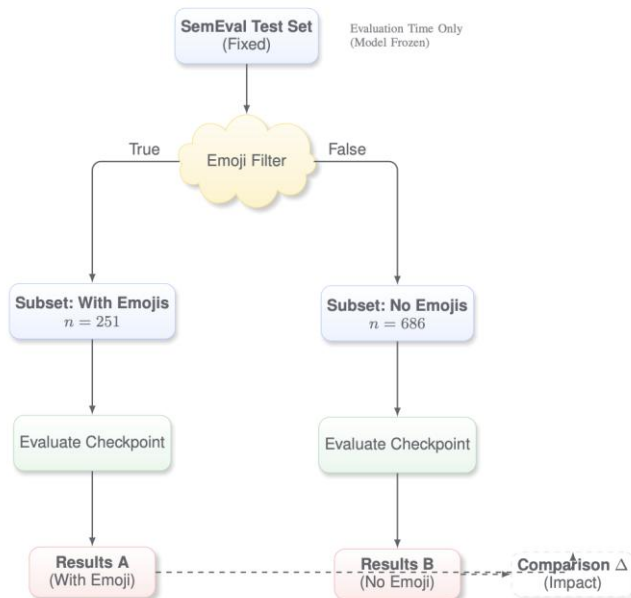 SemEval Test Set
(Fixed)
Evaluation Time Only
(Model Frozen)
Emoji Filter
True
False
Subset: With Emojis
n = 251
Subset: No Emojis
n = 686
Evaluate Checkpoint
Evaluate Checkpoint
Results A
(With Emoji)
Results B
(No Emoji)
Comparison Δ
(Impact)